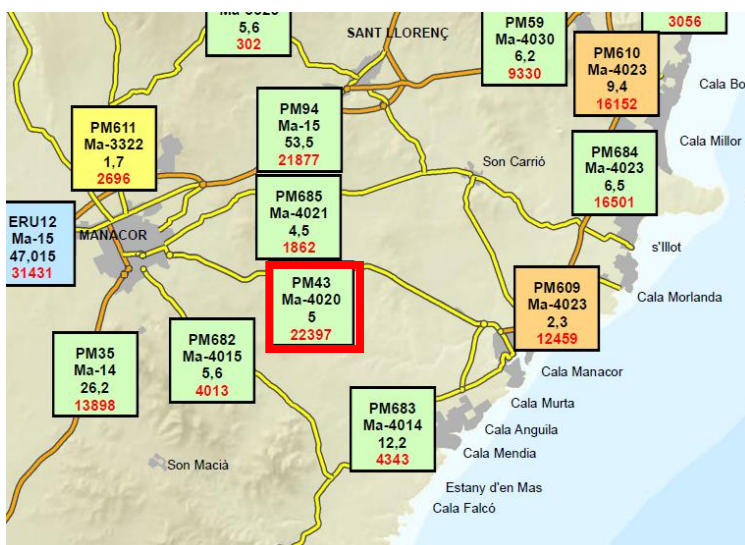 Ma-3323
5,6
302
SANT LLORENÇ
PM59
Ma-4030
6,2
9330
3056
PM610
Ma-4023
9,4
16152
Cala Bo
PM611
Ma-3322
1,7
2696
PM94
Ma-15
53,5
21877
Son Carrió
PM684
Ma-4023
6,5
16501
Cala Millor
ERU12
Ma-15
47,015
31431
MANACOR
PM685
Ma-4021
4,5
1862
s'Illot
PM43
Ma-4020
5
22397
PM609
Ma-4023
2,3
12459
Cala Morlanda
PM35
Ma-14
26,2
13898
PM682
Ma-4015
5,6
4013
Cala Manacor
PM683
Ma-4014
12,2
4343
Cala Murta
Cala Anguila
Cala Mendia
Son Macià
Estany d'en Mas
Cala Falcó